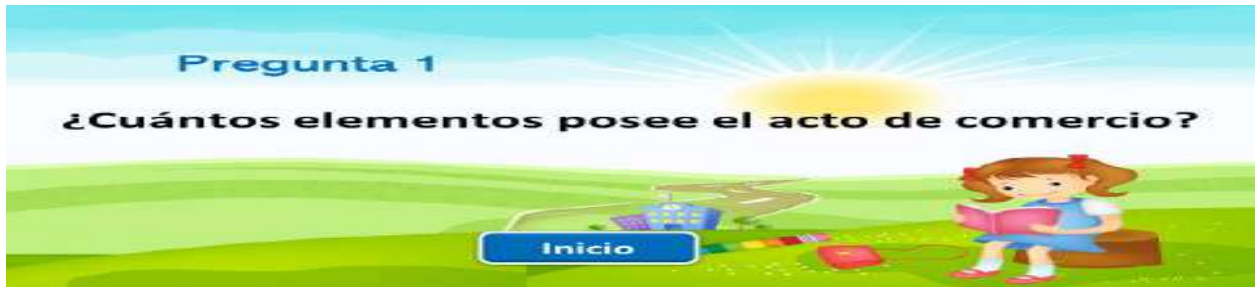 Pregunta 1
¿Cuántos elementos posee el acto de comercio?
Inicio